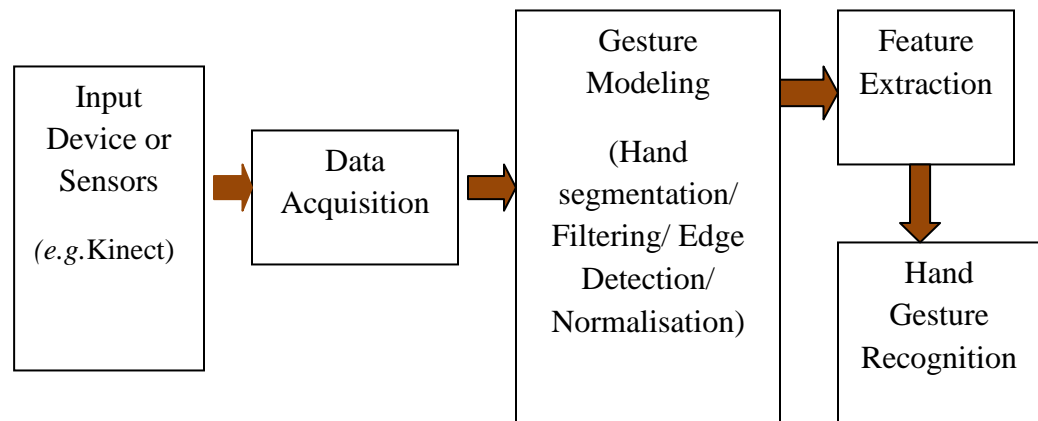 Input
Device or
Sensors
(e.g.Kinect)
Data
Acquisition
Gesture
Modeling
(Hand
segmentation/
Filtering/ Edge
Detection/
Normalisation)
Feature
Extraction
Hand
Gesture
Recognition